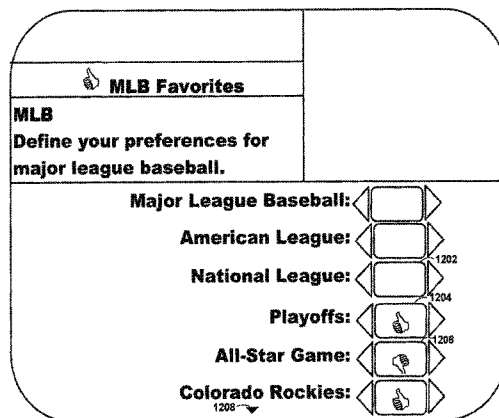 MLB Favorites
MLB
Define your preferences for
major league baseball.
Major League Baseball:
American League:
1202
National League:
1204
Playoffs:
1206
All-Star Game:
Colorado Rockies:
1208